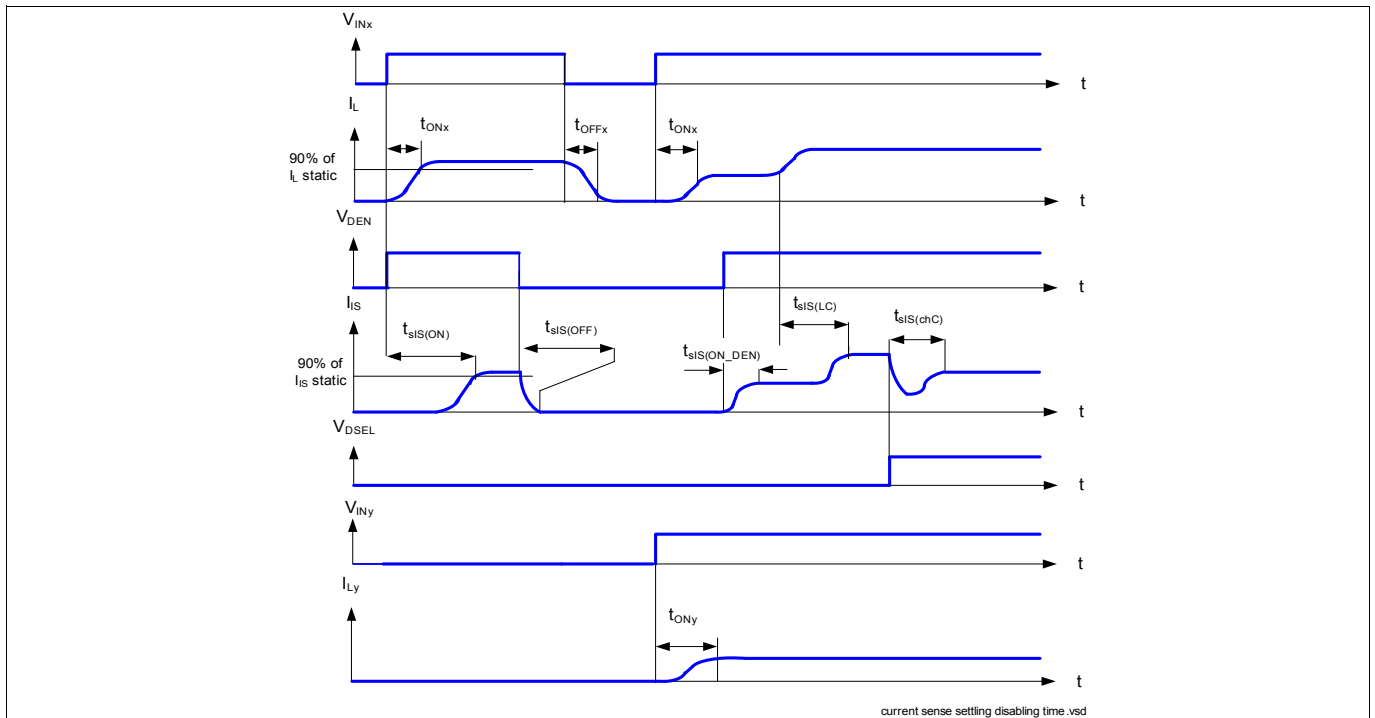 VINx
t
IL
tONx
tOFFx
tONx
90% of
IL static
t
VDEN
t
IIS
tsIS(ON)
tsIS(OFF)
tsIS(LC)
tsIS(chC)
tsIS(ON_DEN)
90% of
IIS static
t
VDSEL
t
VINy
t
ILy
tONy
t
current sense settling disabling time.vsd